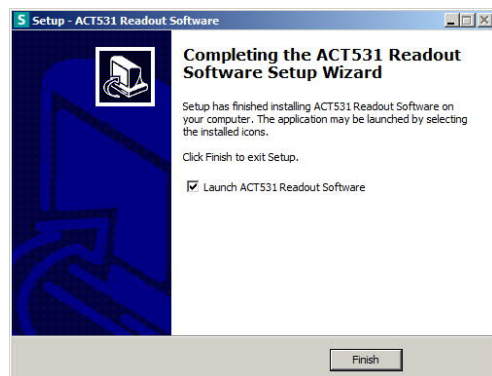 S Setup - ACT531 Readout Software
Completing the ACT531 Readout
Software Setup Wizard
Setup has finished installing ACT531 Readout Software on
your computer. The application may be launched by selecting
the installed icons.
Click Finish to exit Setup.
Launch ACT531 Readout Software
Finish